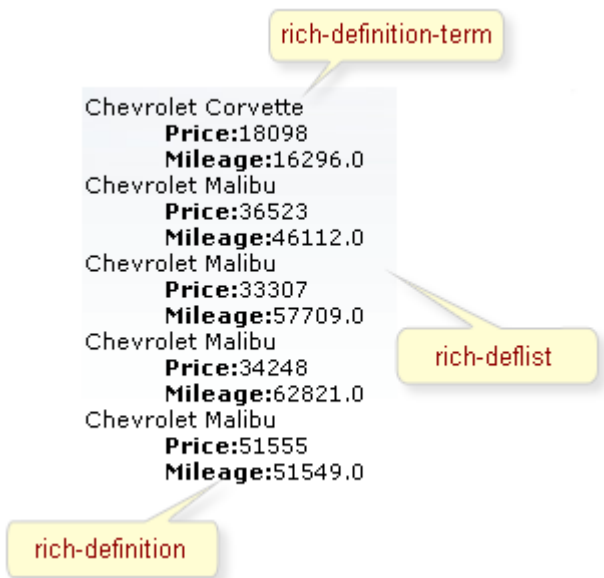 rich-definition-term
Chevrolet Corvette
Price:18098
Mileage:16296.0
Chevrolet Malibu
Price:36523
Mileage:46112.0
Chevrolet Malibu
Price:33307
Mileage:57709.0
Chevrolet Malibu
Price:34248
Mileage:62821.0
Chevrolet Malibu
Price:51555
Mileage:51549.0
rich-deflist
rich-definition